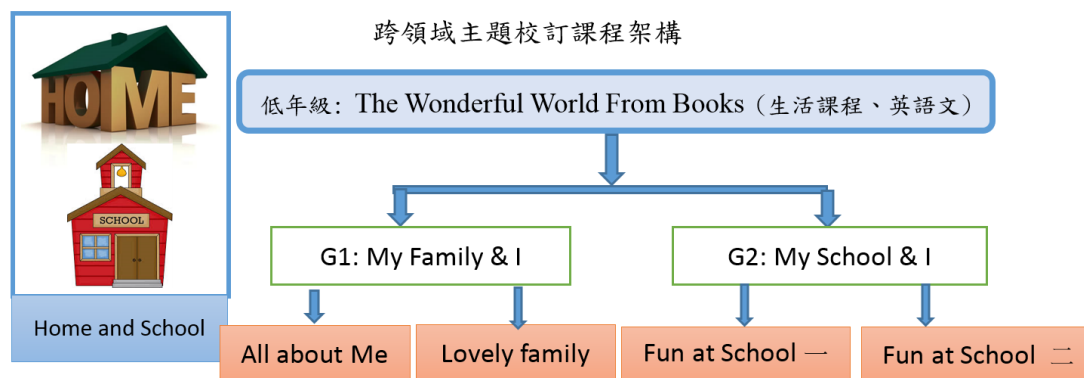 跨領域主題校訂課程架構
HOME
低年級: The Wonderful World From Books (生活課程、英語文)
SCHOOL
G1: My Family & I
G2: My School & I
Home and School
All about Me
Lovely family
Fun at School 一
Fun at School 二